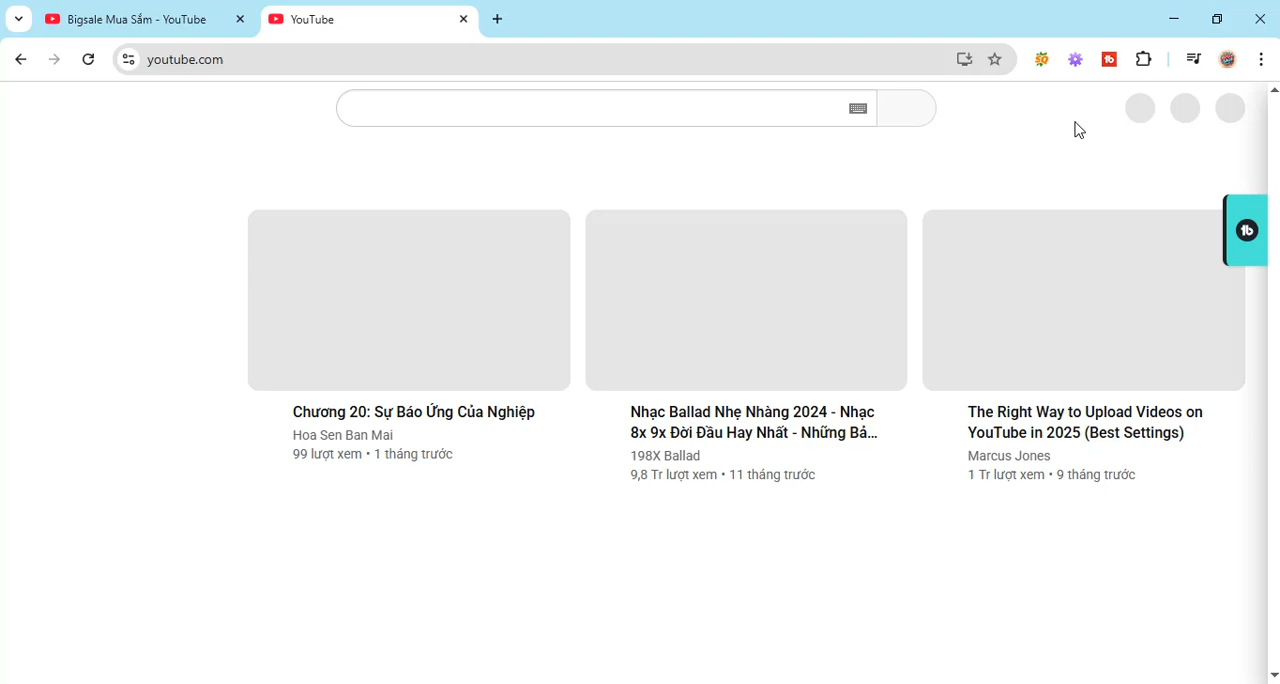 Bigsale Mua Sắm - YouTube
YouTube
youtube.com
Chương 20: Sự Báo Ứng Của Nghiệp
Hoa Sen Ban Mai
99 lượt xem • 1 tháng trước
Nhạc Ballad Nhẹ Nhàng 2024 - Nhạc
8x 9x Đời Đầu Hay Nhất - Những Bả...
198X Ballad
9,8 Tr lượt xem • 11 tháng trước
The Right Way to Upload Videos on
YouTube in 2025 (Best Settings)
Marcus Jones
1 Tr lượt xem • 9 tháng trước